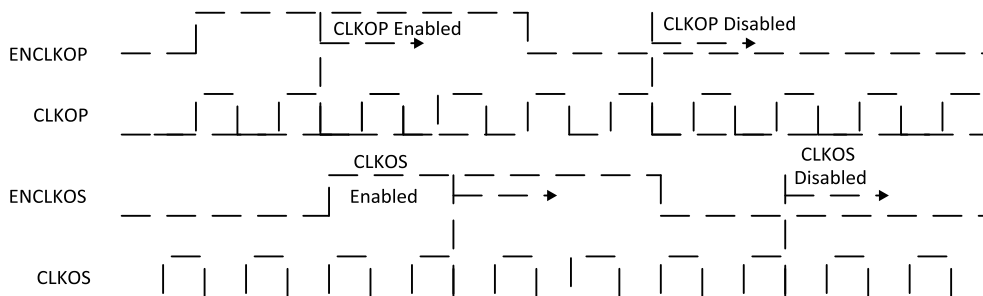 CLKOP Enabled
CLKOP Disabled
ENCLKOP
CLKOP
CLKOS
Enabled
CLKOS
Disabled
ENCLKOS
CLKOS